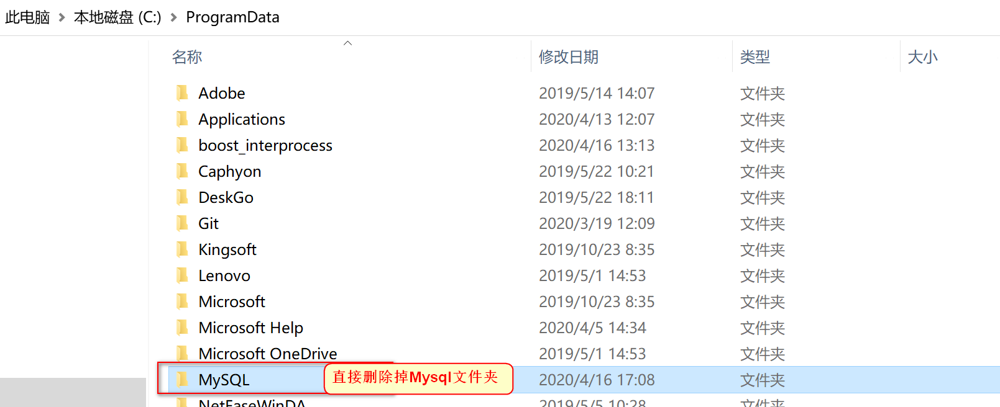 此电脑 > 本地磁盘 (C:) > ProgramData
名称 修改日期 类型 大小
Adobe 2019/5/14 14:07 文件夹
Applications 2020/4/13 12:07 文件夹
boost_interprocess 2020/4/16 13:13 文件夹
Caphyon 2019/5/22 10:21 文件夹
DeskGo 2019/5/22 18:11 文件夹
Git 2020/3/19 12:09 文件夹
Kingsoft 2019/10/23 8:35 文件夹
Lenovo 2019/5/1 14:53 文件夹
Microsoft 2019/10/23 8:35 文件夹
Microsoft Help 2020/4/5 14:34 文件夹
Microsoft OneDrive 2019/5/1 14:53 文件夹
MySQL 直接删除掉Mysql文件夹 2020/4/16 17:08 文件夹
NetEaseWinDA 2019/5/5 10:28 文件夹